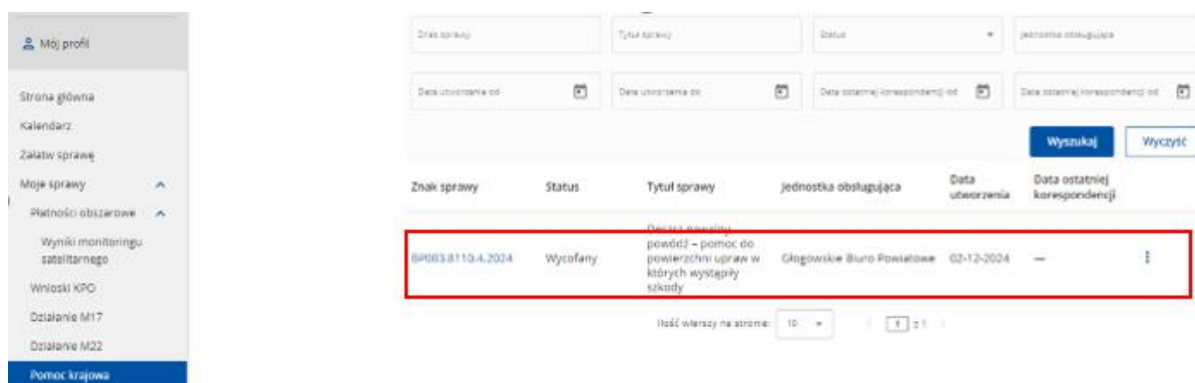 Mój profil
Strona główna
Kalendarz
Załatw sprawę
Moje sprawy
Płatności obszarowe
Wyniki monitoringu
satelitarnego
Wnioski KPO
Działanie M17
Działanie M22
Pomoc krajowa
Znak sprawy
Tytuł sprawy
Status
Jednostka obsługująca
Data utworzenia od
Data utworzenia do
Data ostatniej korespondencji od
Data ostatniej korespondencji od
Wyszukaj
Wyczyść
Znak sprawy
Status
Tytuł sprawy
Jednostka obsługująca
Data
utworzenia
Data ostatniej
korespondencji
BP003.8110.4.2024
Wycofany
powódź – pomoc do
powierzchni upraw w
których wystąpiły
szkody
Głogowskie Biuro Powiatowe
02-12-2024
—
Ilość wierszy na stronie:
10
1 z 1